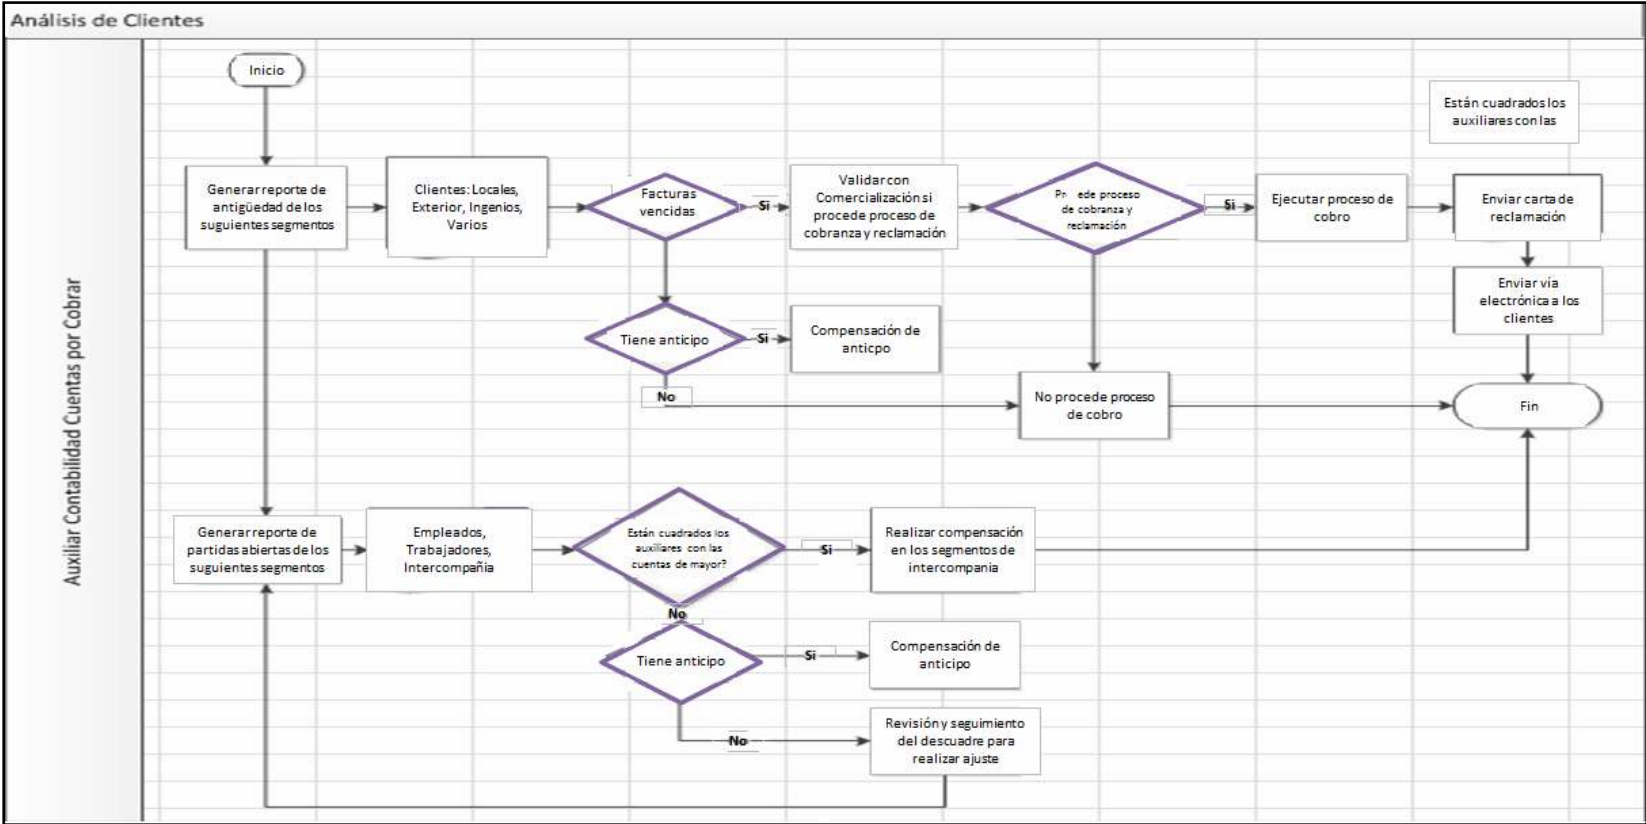 Análisis de Clientes
Auxiliar Contabilidad Cuentas por Cobrar
Inicio
Están cuadrados los
auxiliares con las
Generar reporte de
antigüedad de los
suguientes segmentos
Clientes: Locales,
Exterior, Ingenios,
Varios
Facturas
vencidas
Si
Validar con
Comercialización si
procede proceso de
cobranza y reclamación
ede proceso
de cobranza y
reclamación
Si
Ejecutar proceso de
cobro
Enviar carta de
reclamación
Enviar vía
electrónica a los
clientes
Tiene anticipo
Si
Compensación de
anticpo
No
No procede proceso
de cobro
Fin
Generar reporte de
partidas abiertas de los
suguientes segmentos
Empleados,
Trabajadores,
Intercompañia
Están cuadrados los
auxiliares con las
cuentas de mayor?
Si
Realizar compensación
en los segmentos de
intercompania
No
Tiene anticipo
Si
Compensación de
anticipo
No
Revisión y seguimiento
del descuadre para
realizar ajuste